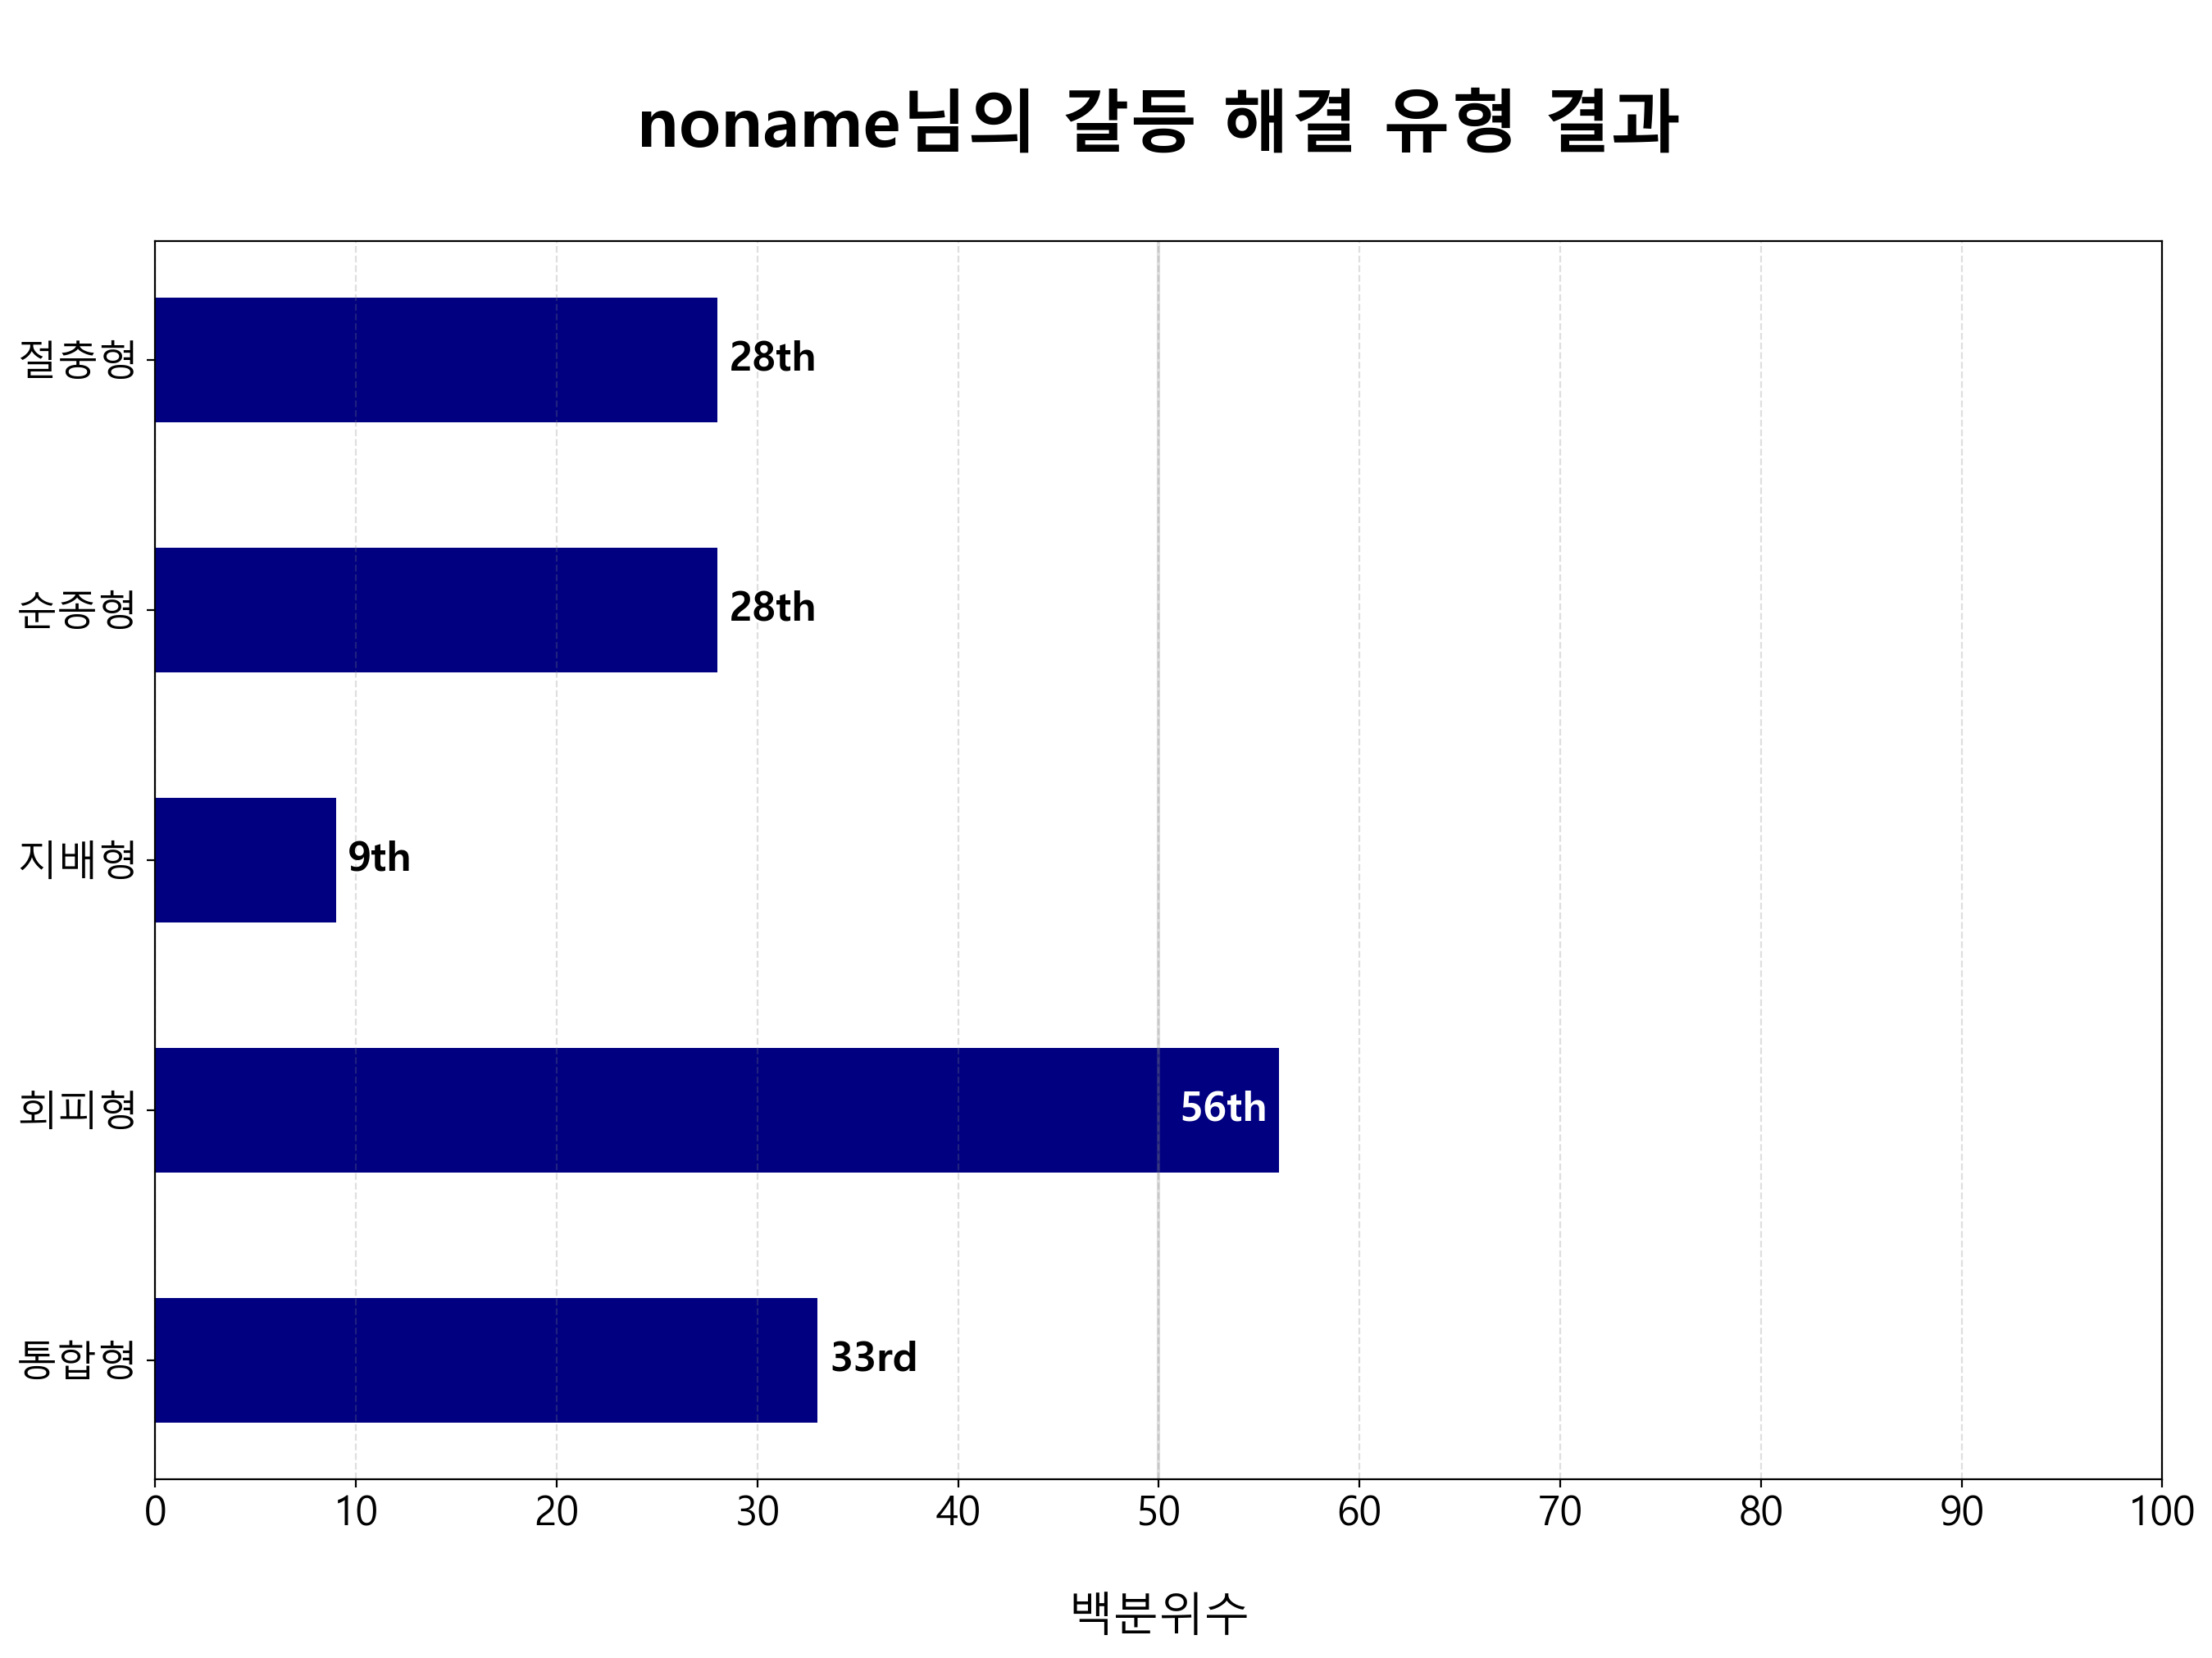 noname님의 갈등 해결 유형 결과
절충형 28th
순종형 28th
지배형 9th
회피형 56th
통합형 33rd
0 10 20 30 40 50 60 70 80 90 100
백분위수